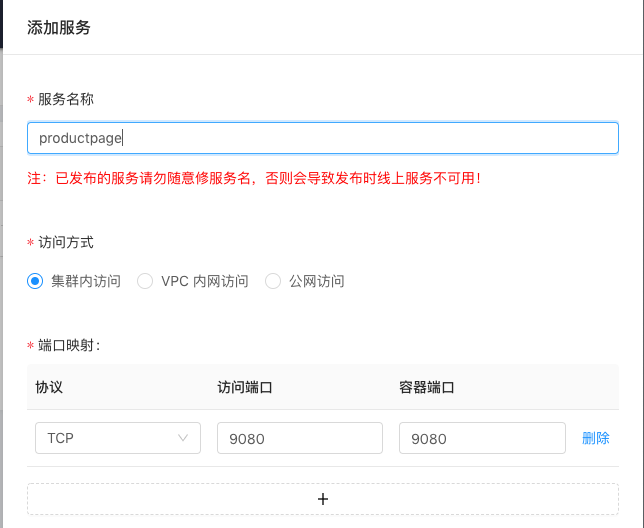 添加服务
* 服务名称
productpage
注：已发布的服务请勿随意修服务名，否则会导致发布时线上服务不可用！
* 访问方式
集群内访问 VPC 内网访问 公网访问
* 端口映射：
协议 访问端口 容器端口
TCP 9080 9080 删除
+